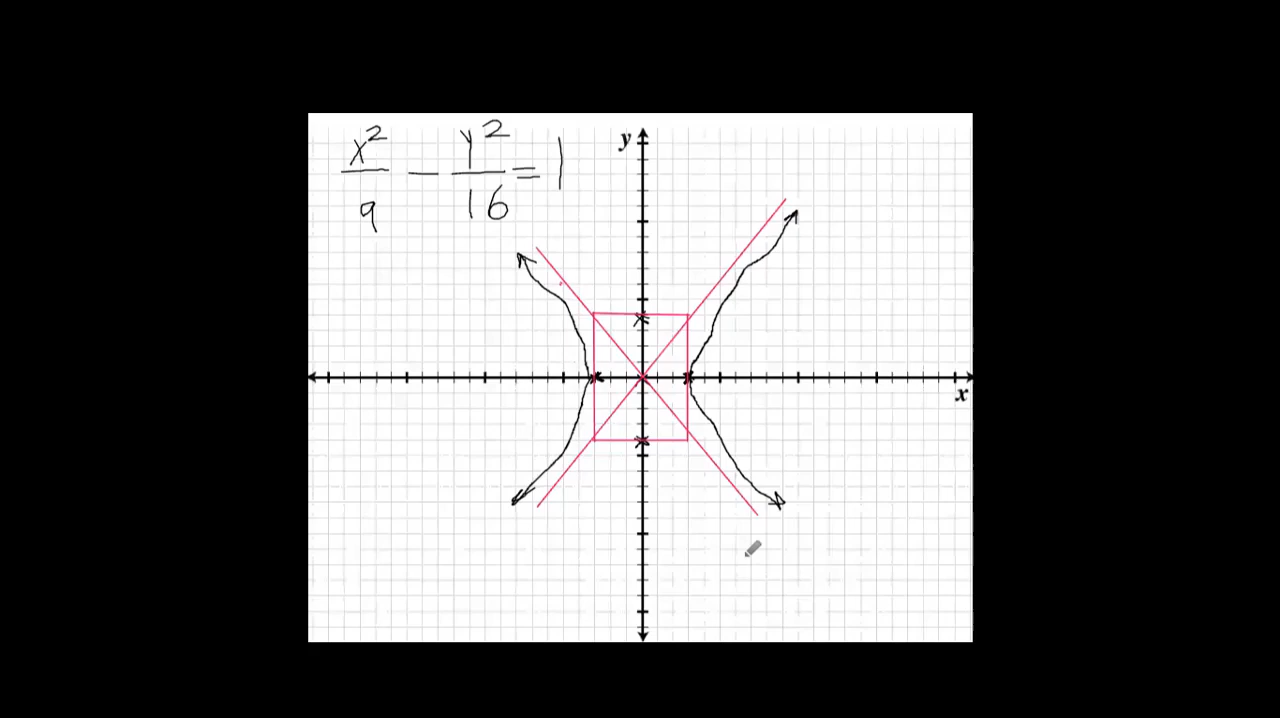 x²/9 − y²/16 = 1
y
x